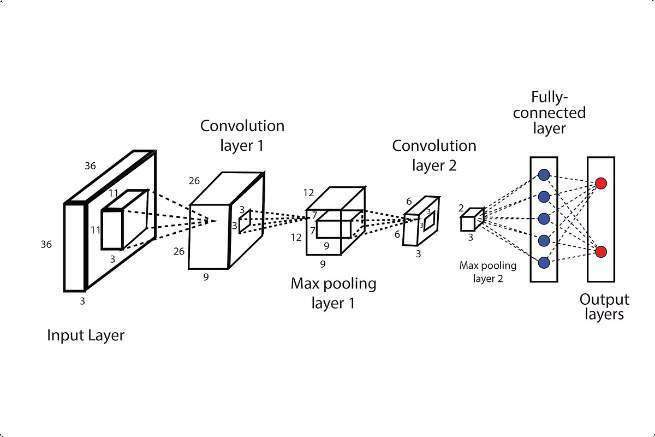 Fully-
connected
layer
Convolution
layer 1
Convolution
layer 2
36
36
3
11
11
3
26
26
9
3
3
12
12
9
7
7
9
6
6
3
3
3
2
3
Max pooling
layer 2
Max pooling
layer 1
Output
layers
Input Layer